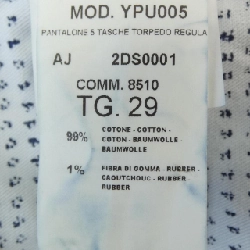 MOD. YPU005
PANTALONE 5 TASCHE TORPEDO REGULA
AJ 2DS0001
COMM. 8510
TG. 29
99% COTONE - COTTON -
COTON - BAUMWOLLE
BAUMWOLLE
1% FIBRA DI GOMMA - RUBBER -
CAOUTCHOUC - RUBBER
RUBBER